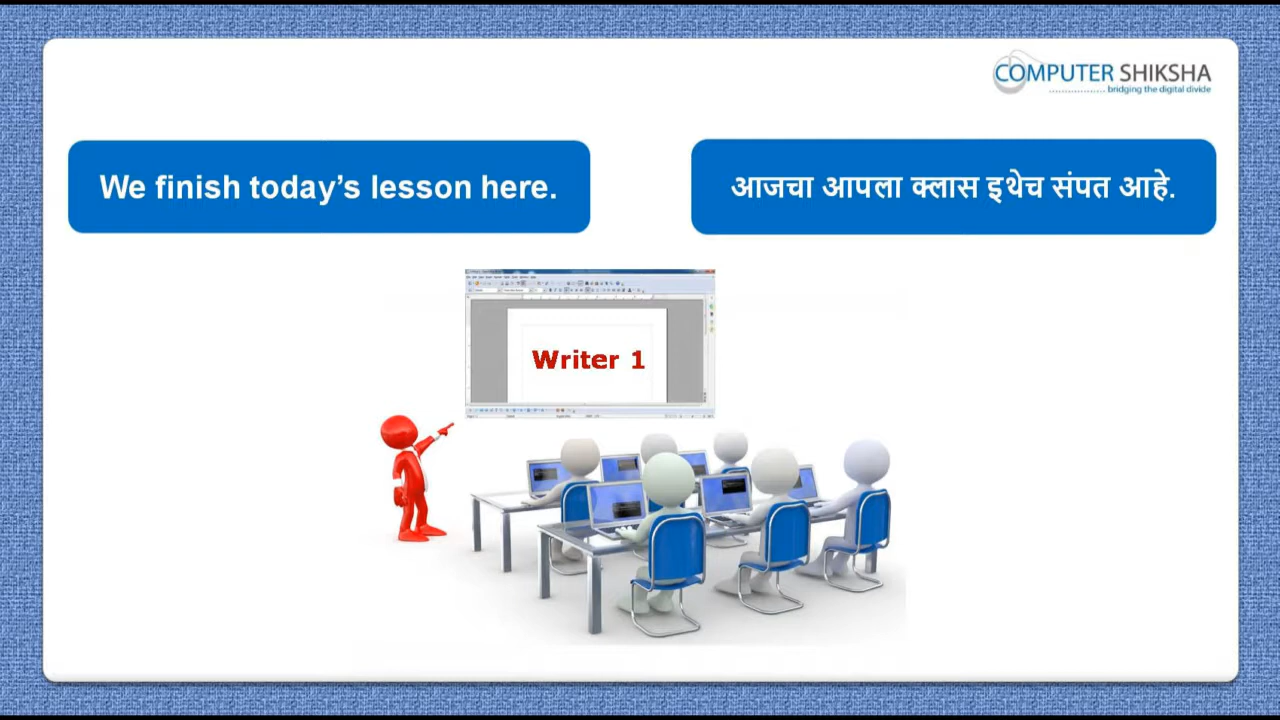 COMPUTER SHIKSHA
bridging the digital divide
We finish today’s lesson here.
आजचा आपला क्लास इथेच संपत आहे.
Writer 1